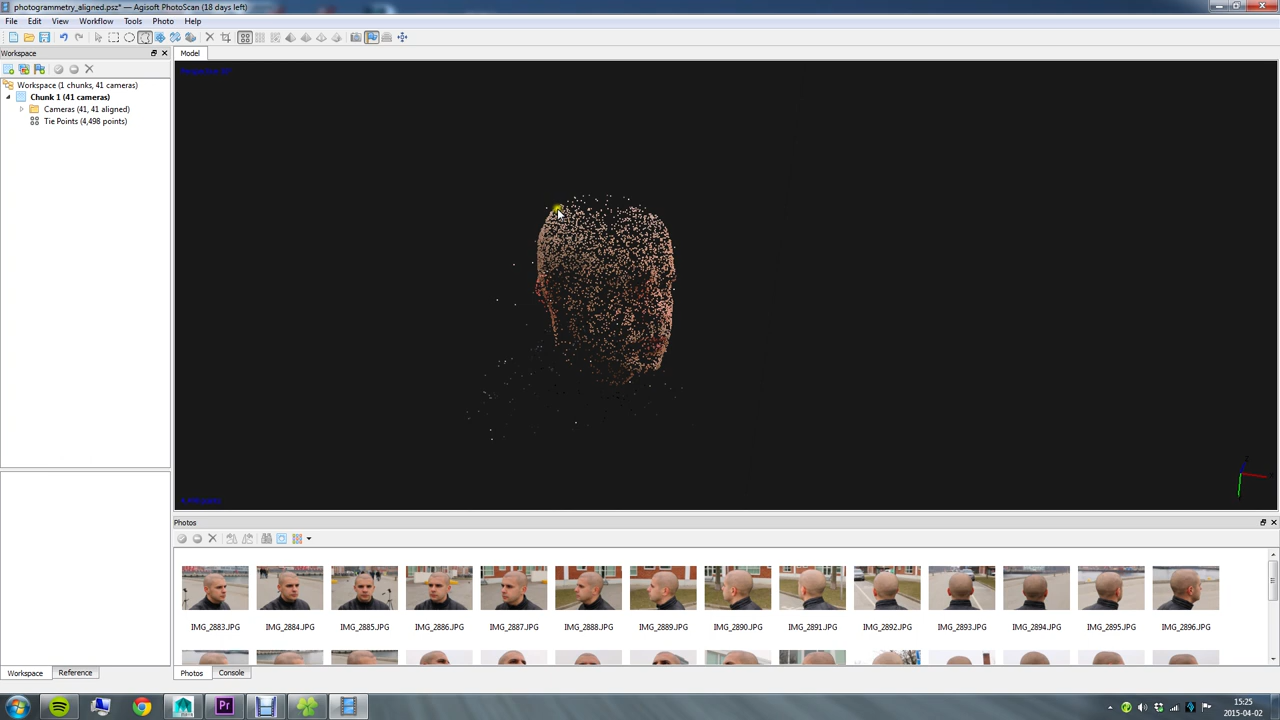 photogrammetry_aligned.psz* — Agisoft PhotoScan (18 days left)
File Edit View Workflow Tools Photo Help
Workspace
Model
Workspace (1 chunks, 41 cameras)
Chunk 1 (41 cameras)
Cameras (41, 41 aligned)
Tie Points (4,498 points)
Z
Photos
IMG_2883.JPG IMG_2884.JPG IMG_2885.JPG IMG_2886.JPG IMG_2887.JPG IMG_2888.JPG IMG_2889.JPG IMG_2890.JPG IMG_2891.JPG IMG_2892.JPG IMG_2893.JPG IMG_2894.JPG IMG_2895.JPG IMG_2896.JPG
Workspace Reference
Photos Console
Pr
15:25
2015-04-02